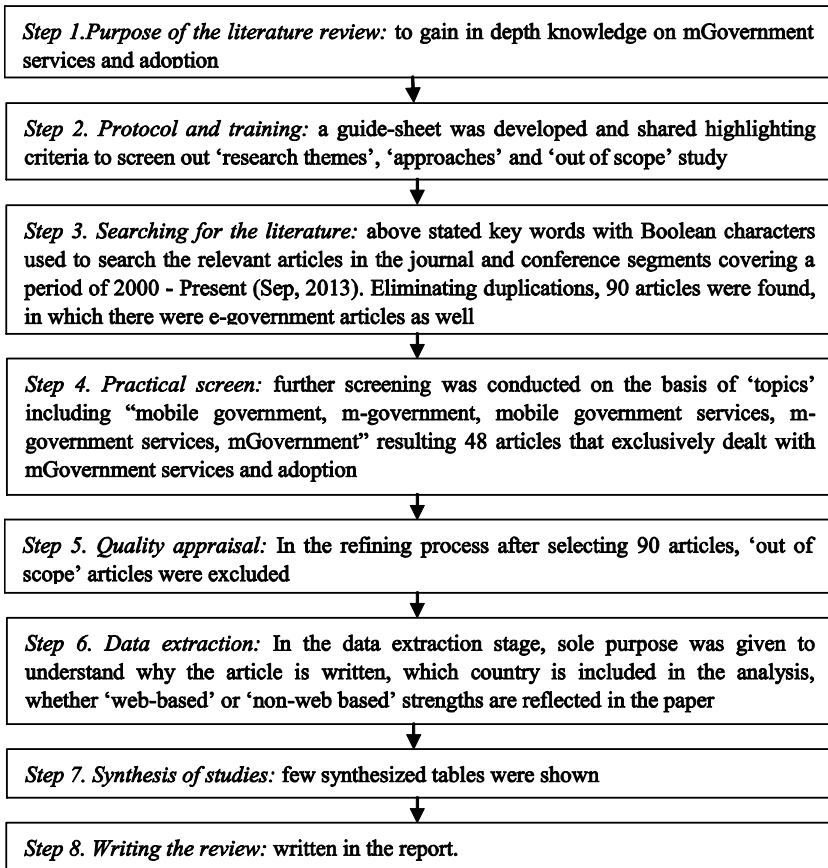 Step 1.Purpose of the literature review: to gain in depth knowledge on mGovernment
services and adoption
Step 2. Protocol and training: a guide-sheet was developed and shared highlighting
criteria to screen out ‘research themes’, ‘approaches’ and ‘out of scope’ study
Step 3. Searching for the literature: above stated key words with Boolean characters
used to search the relevant articles in the journal and conference segments covering a
period of 2000 - Present (Sep, 2013). Eliminating duplications, 90 articles were found,
in which there were e-government articles as well
Step 4. Practical screen: further screening was conducted on the basis of ‘topics’
including “mobile government, m-government, mobile government services, m-
government services, mGovernment” resulting 48 articles that exclusively dealt with
mGovernment services and adoption
Step 5. Quality appraisal: In the refining process after selecting 90 articles, ‘out of
scope’ articles were excluded
Step 6. Data extraction: In the data extraction stage, sole purpose was given to
understand why the article is written, which country is included in the analysis,
whether ‘web-based’ or ‘non-web based’ strengths are reflected in the paper
Step 7. Synthesis of studies: few synthesized tables were shown
Step 8. Writing the review: written in the report.